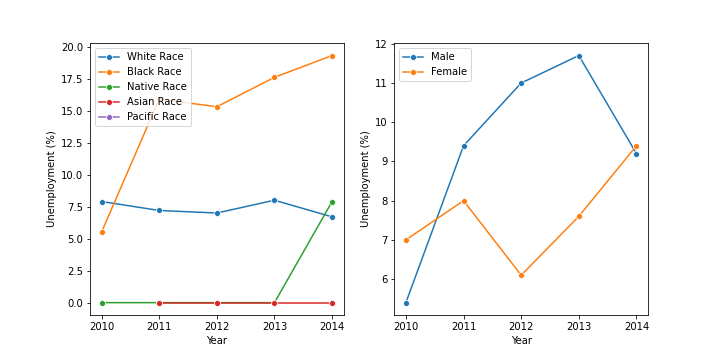 20.0
17.5
15.0
12.5
10.0
7.5
5.0
2.5
0.0
Unemployment (%)
White Race
Black Race
Native Race
Asian Race
Pacific Race
2010 2011 2012 2013 2014
Year
12
11
10
9
8
7
6
Unemployment (%)
Male
Female
2010 2011 2012 2013 2014
Year